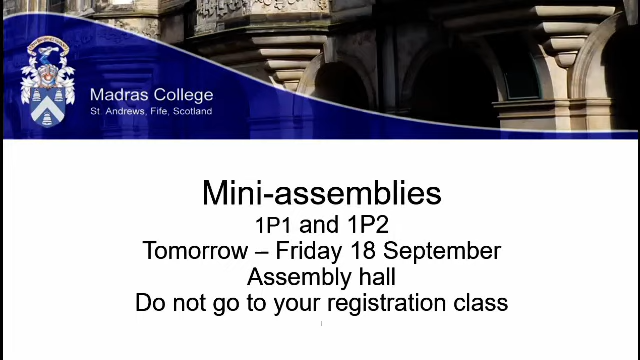 Madras College
St. Andrews, Fife, Scotland
Mini-assemblies
1P1 and 1P2
Tomorrow – Friday 18 September
Assembly hall
Do not go to your registration class